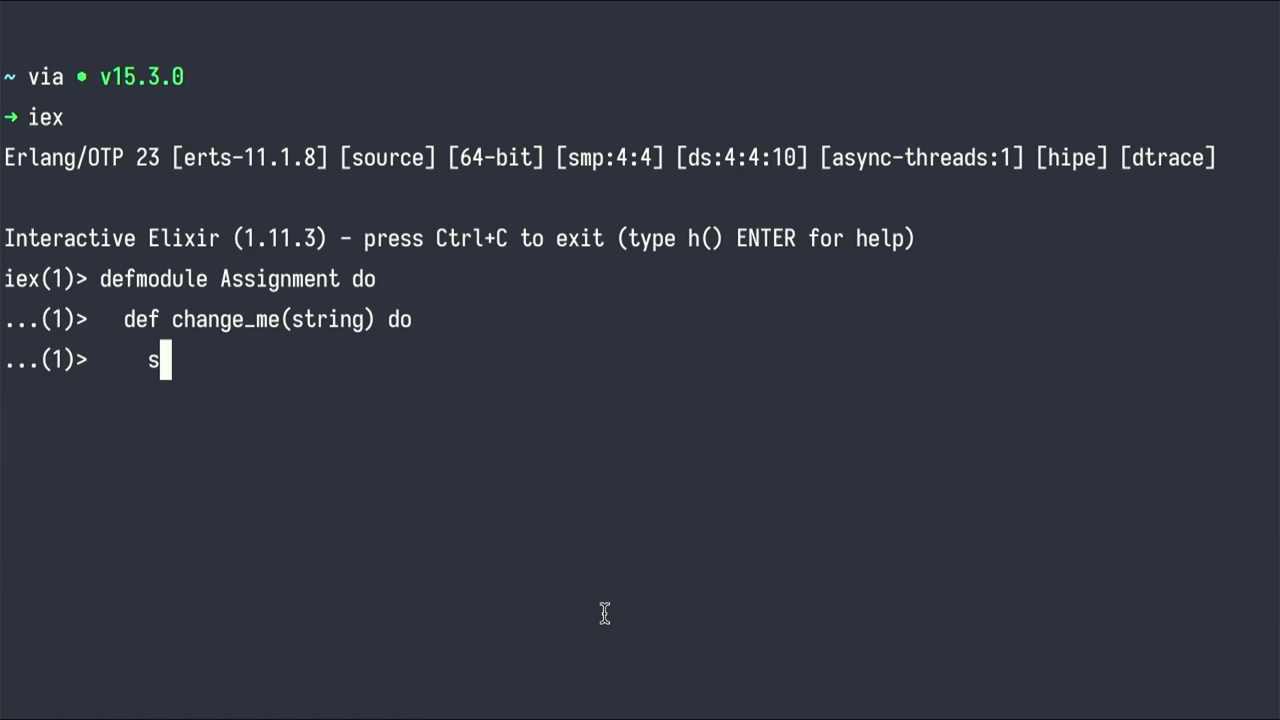 ~ via • v15.3.0
→ iex
Erlang/OTP 23 [erts-11.1.8] [source] [64-bit] [smp:4:4] [ds:4:4:10] [async-threads:1] [hipe] [dtrace]
Interactive Elixir (1.11.3) - press Ctrl+C to exit (type h() ENTER for help)
iex(1)> defmodule Assignment do
...(1)>   def change_me(string) do
...(1)>     s